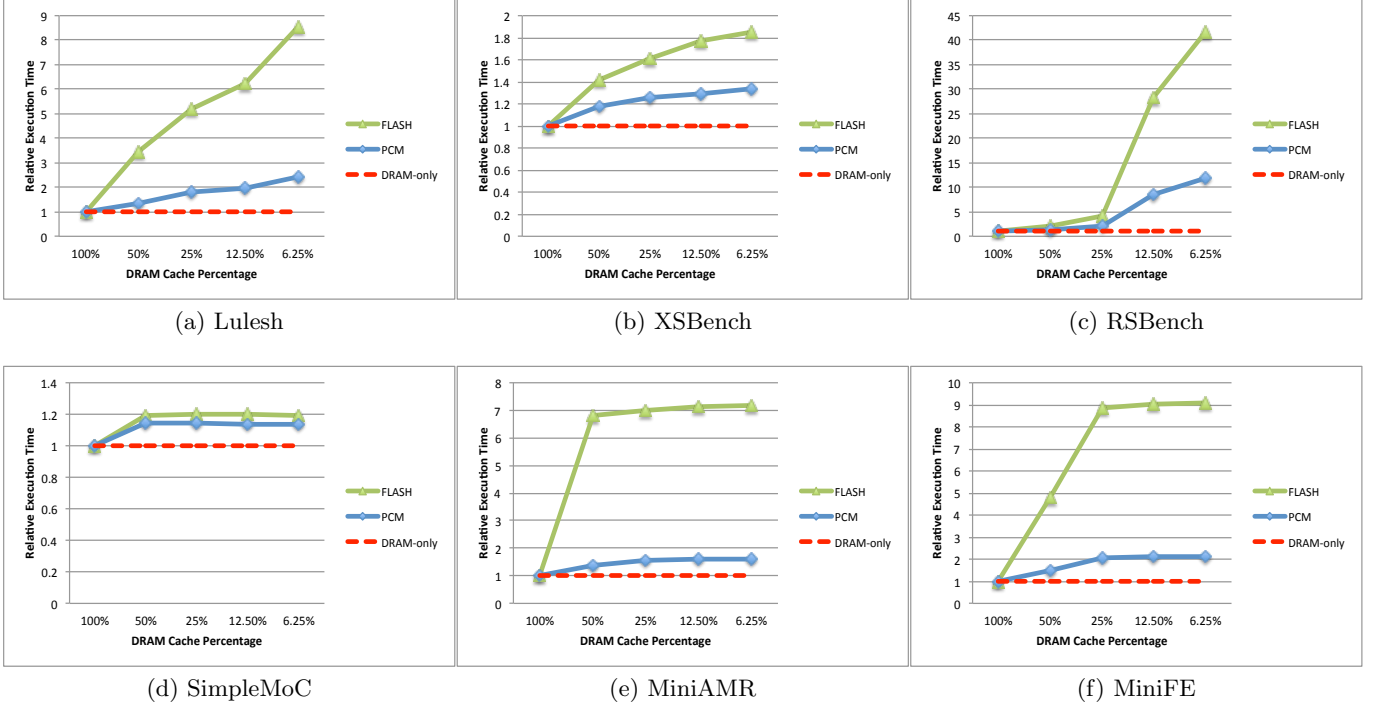 9
8
7
6
5
4
3
2
1
0
Relative Execution Time
100% 50% 25% 12.50% 6.25%
DRAM Cache Percentage
FLASH
PCM
DRAM-only
(a) Lulesh
2
1.8
1.6
1.4
1.2
1
0.8
0.6
0.4
0.2
0
Relative Execution Time
100% 50% 25% 12.50% 6.25%
DRAM Cache Percentage
FLASH
PCM
DRAM-only
(b) XSBench
45
40
35
30
25
20
15
10
5
0
Relative Execution Time
100% 50% 25% 12.50% 6.25%
DRAM Cache Percentage
FLASH
PCM
DRAM-only
(c) RSBench
1.4
1.2
1
0.8
0.6
0.4
0.2
0
Relative Execution Time
100% 50% 25% 12.50% 6.25%
DRAM Cache Percentage
FLASH
PCM
DRAM-only
(d) SimpleMoC
8
7
6
5
4
3
2
1
0
Relative Execution Time
100% 50% 25% 12.50% 6.25%
DRAM Cache Percentage
FLASH
PCM
DRAM-only
(e) MiniAMR
10
9
8
7
6
5
4
3
2
1
0
Relative Execution Time
100% 50% 25% 12.50% 6.25%
DRAM Cache Percentage
FLASH
PCM
DRAM-only
(f) MiniFE